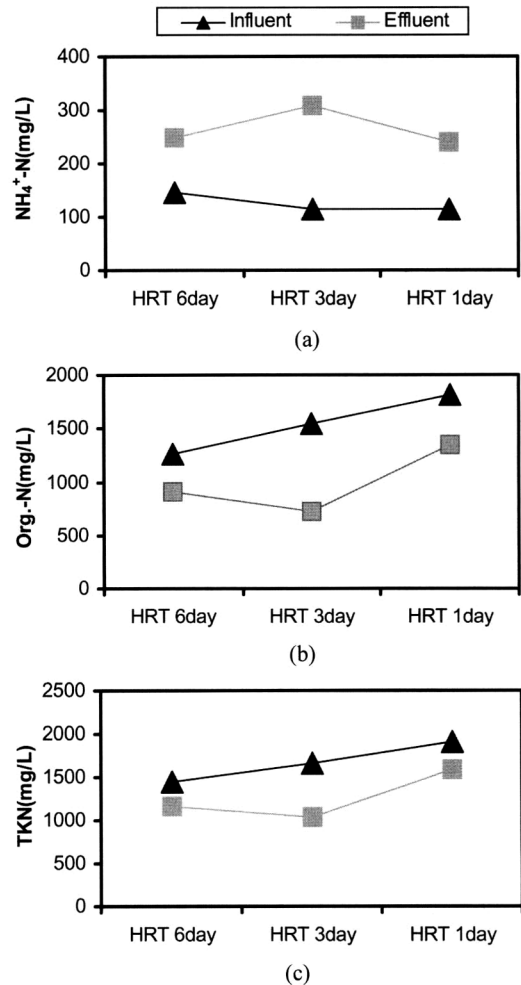 Influent Effluent
400
300
200
100
0
NH₄⁺-N(mg/L)
HRT 6day HRT 3day HRT 1day
(a)
2000
1500
1000
500
0
Org.-N(mg/L)
HRT 6day HRT 3day HRT 1day
(b)
2500
2000
1500
1000
500
0
TKN(mg/L)
HRT 6day HRT 3day HRT 1day
(c)